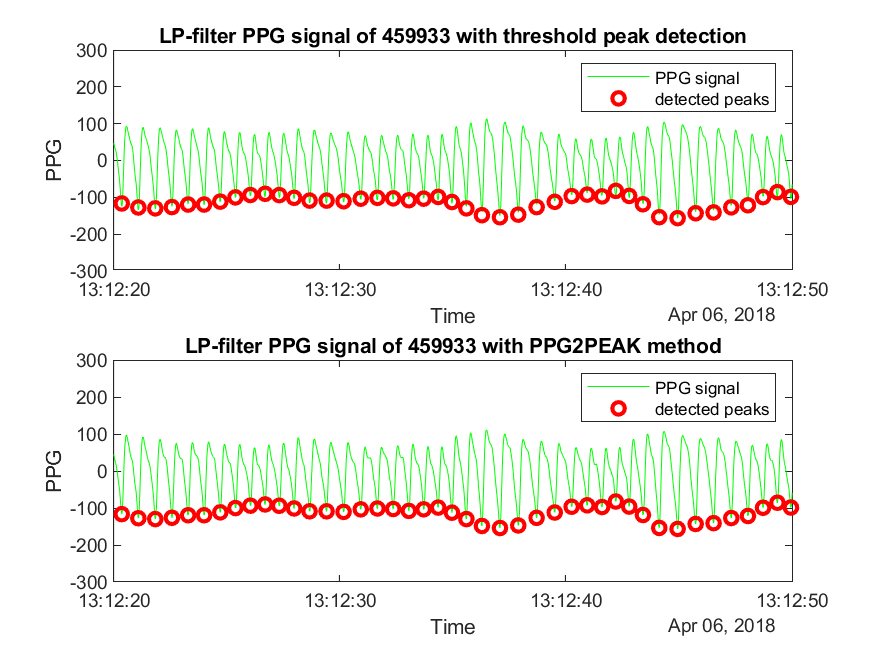 LP-filter PPG signal of 459933 with threshold peak detection
300
200
100
0
-100
-200
-300
PPG
PPG signal
detected peaks
13:12:20
13:12:30
13:12:40
13:12:50
Time
Apr 06, 2018
LP-filter PPG signal of 459933 with PPG2PEAK method
300
200
100
0
-100
-200
-300
PPG
PPG signal
detected peaks
13:12:20
13:12:30
13:12:40
13:12:50
Time
Apr 06, 2018